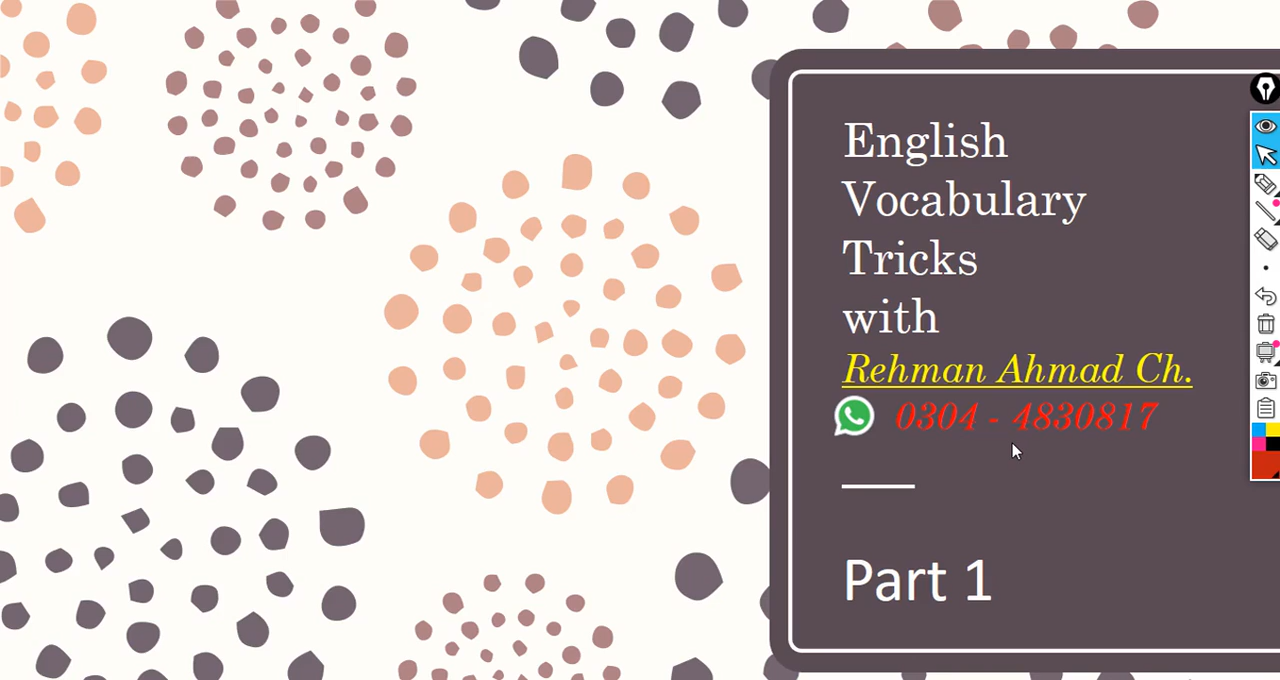 English
Vocabulary
Tricks
with
Rehman Ahmad Ch.
0304 - 4830817
Part 1